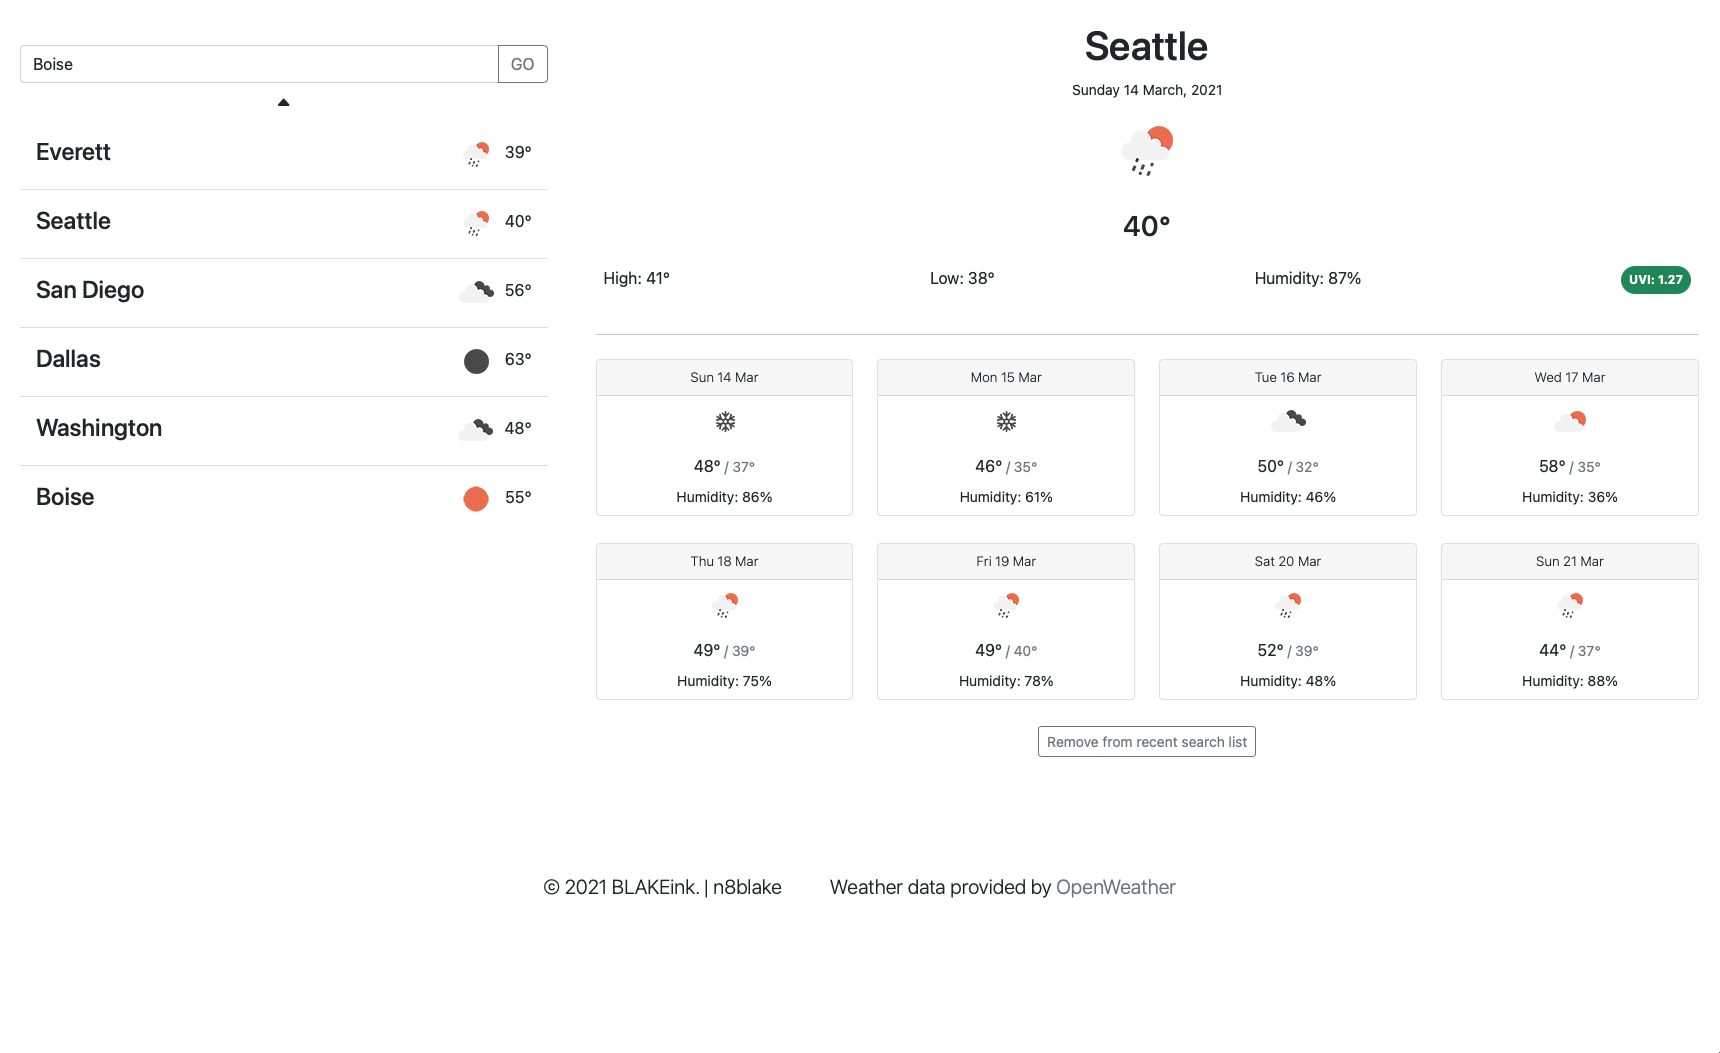 Boise
GO
Everett
39°
Seattle
40°
San Diego
56°
Dallas
63°
Washington
48°
Boise
55°
Seattle
Sunday 14 March, 2021
40°
High: 41°
Low: 38°
Humidity: 87%
UVI: 1.27
Sun 14 Mar
48° / 37°
Humidity: 86%
Mon 15 Mar
46° / 35°
Humidity: 61%
Tue 16 Mar
50° / 32°
Humidity: 46%
Wed 17 Mar
58° / 35°
Humidity: 36%
Thu 18 Mar
49° / 39°
Humidity: 75%
Fri 19 Mar
49° / 40°
Humidity: 78%
Sat 20 Mar
52° / 39°
Humidity: 48%
Sun 21 Mar
44° / 37°
Humidity: 88%
Remove from recent search list
© 2021 BLAKEink. | n8blake
Weather data provided by OpenWeather